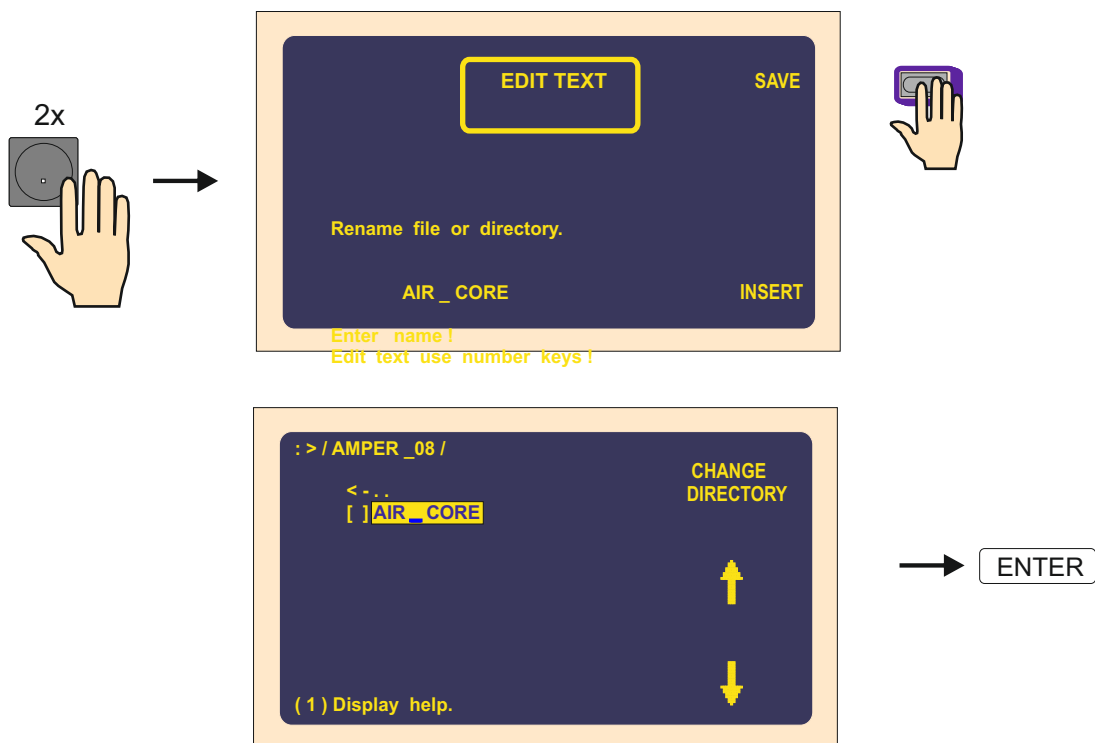 2x
EDIT TEXT
SAVE
Rename file or directory.
AIR _ CORE
INSERT
Enter name !
Edit text use number keys !
: > / AMPER _08 /
CHANGE
DIRECTORY
< - . .
[ ] AIR _ CORE
ENTER
( 1 ) Display help.